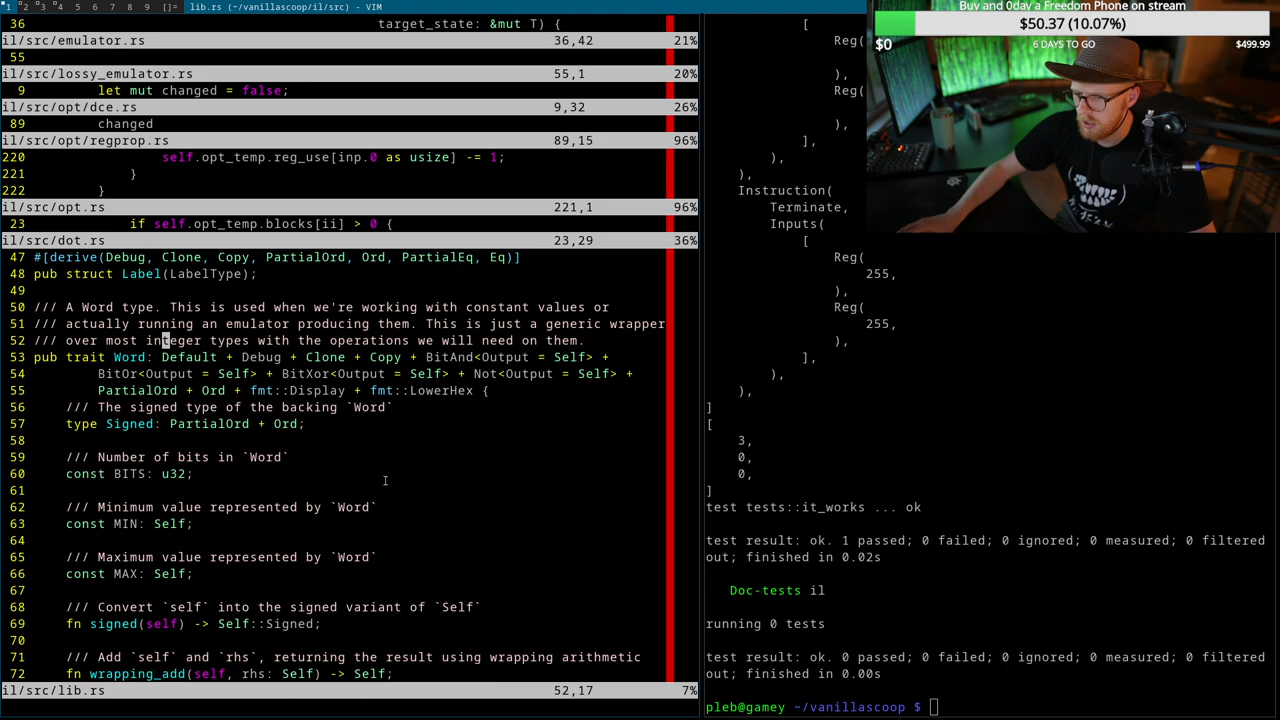 1 2 3 4 5 6 7 8 9 []= lib.rs (~/vanillascoop/il/src) - VIM
36 target_state: &mut T) {
il/src/emulator.rs 36,42 21%
55
il/src/lossy_emulator.rs 55,1 20%
9 let mut changed = false;
il/src/opt/dce.rs 9,32 26%
89 changed
il/src/opt/regprop.rs 89,15 96%
220 self.opt_temp.reg_use[inp.0 as usize] -= 1;
221 }
222 }
il/src/opt.rs 221,1 96%
23 if self.opt_temp.blocks[ii] > 0 {
il/src/dot.rs 23,29 36%
47 #[derive(Debug, Clone, Copy, PartialOrd, Ord, PartialEq, Eq)]
48 pub struct Label(LabelType);
49
50 /// A Word type. This is used when we're working with constant values or
51 /// actually running an emulator producing them. This is just a generic wrapper
52 /// over most integer types with the operations we will need on them.
53 pub trait Word: Default + Debug + Clone + Copy + BitAnd<Output = Self> +
54 BitOr<Output = Self> + BitXor<Output = Self> + Not<Output = Self> +
55 PartialOrd + Ord + fmt::Display + fmt::LowerHex {
56 /// The signed type of the backing `Word`
57 type Signed: PartialOrd + Ord;
58
59 /// Number of bits in `Word`
60 const BITS: u32;
61
62 /// Minimum value represented by `Word`
63 const MIN: Self;
64
65 /// Maximum value represented by `Word`
66 const MAX: Self;
67
68 /// Convert `self` into the signed variant of `Self`
69 fn signed(self) -> Self::Signed;
70
71 /// Add `self` and `rhs`, returning the result using wrapping arithmetic
72 fn wrapping_add(self, rhs: Self) -> Self;
il/src/lib.rs 52,17 7%
[
Reg(
),
Reg(
),
],
),
),
Instruction(
Terminate,
Inputs(
[
Reg(
255,
),
Reg(
255,
),
],
),
),
]
[
3,
0,
0,
]
test tests::it_works ... ok
test result: ok. 1 passed; 0 failed; 0 ignored; 0 measured; 0 filtered
out; finished in 0.02s
Doc-tests il
running 0 tests
test result: ok. 0 passed; 0 failed; 0 ignored; 0 measured; 0 filtered
out; finished in 0.00s
pleb@gamey ~/vanillascoop $
Buy and 0day a Freedom Phone on stream
$50.37 (10.07%)
$0 6 DAYS TO GO $499.99